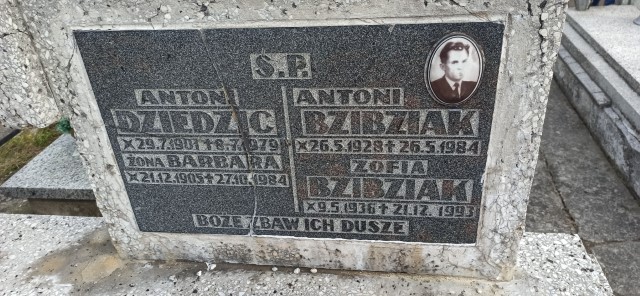 Ś.P.
ANTONI
DZIEDZIC
×29.7.1901 ✝ 8.7.1979
ŻONA BARBARA
×21.12.1905 ✝ 27.10.1984
ANTONI
BZIBZIAK
×26.5.1928 ✝ 26.5.1984
ZOFIA
BZIBZIAK
×9.5.1936 ✝ 21.12.1993
BOŻE ZBAW ICH DUSZE